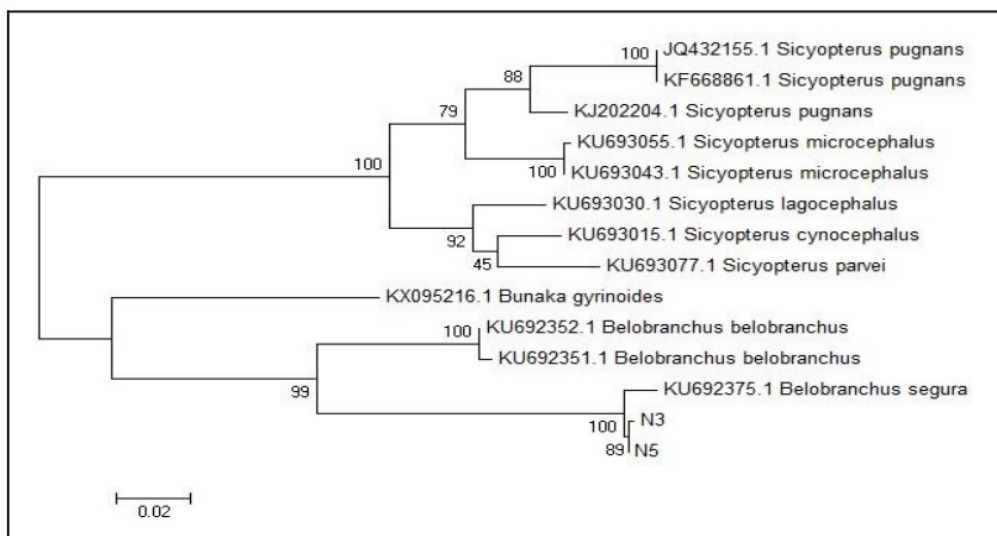 100
JQ432155.1 Sicyopterus pugnans
KF668861.1 Sicyopterus pugnans
88
KJ202204.1 Sicyopterus pugnans
79
KU693055.1 Sicyopterus microcephalus
100
KU693043.1 Sicyopterus microcephalus
100
KU693030.1 Sicyopterus lagocephalus
92
KU693015.1 Sicyopterus cynocephalus
45
KU693077.1 Sicyopterus parvei
KX095216.1 Bunaka gyrinoides
100
KU692352.1 Belobranchus belobranchus
KU692351.1 Belobranchus belobranchus
99
KU692375.1 Belobranchus segura
100
N3
89
N5
0.02